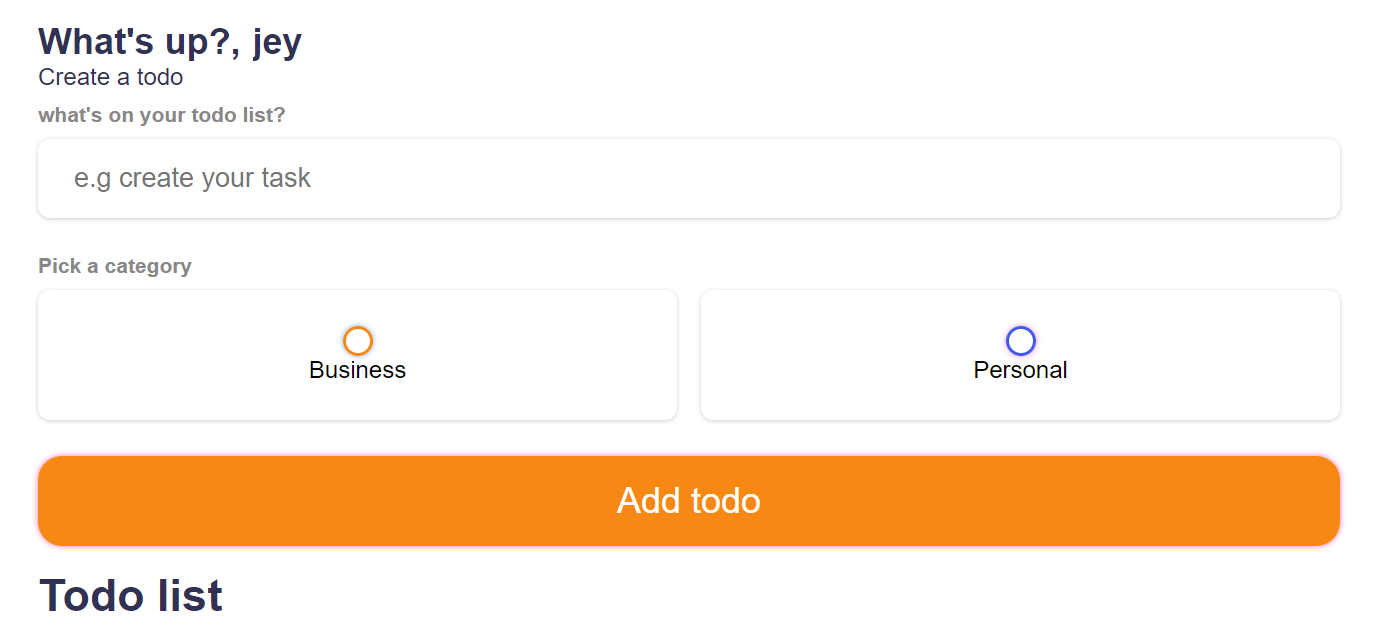 What's up?, jey
Create a todo
what's on your todo list?
e.g create your task
Pick a category
Business
Personal
Add todo
Todo list